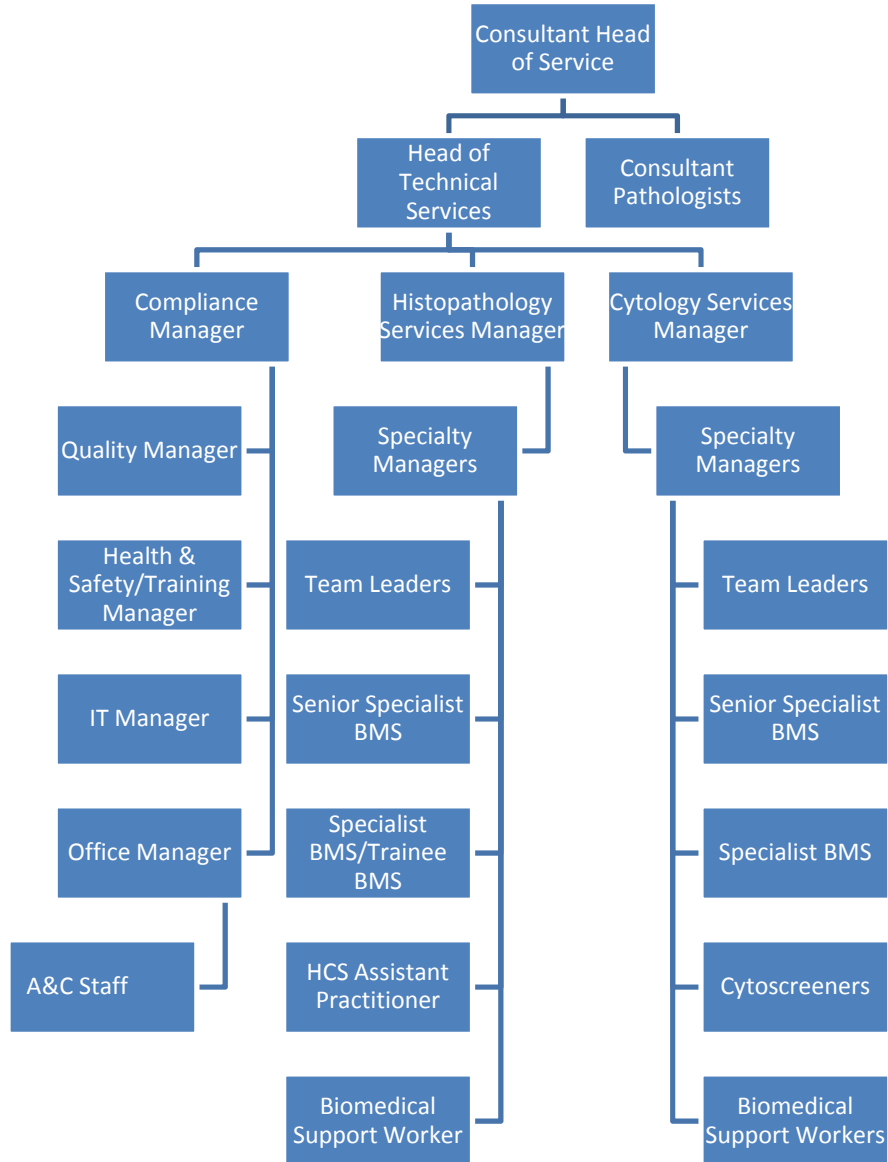 Consultant Head
of Service
Head of
Technical
Services
Consultant
Pathologists
Compliance
Manager
Histopathology
Services Manager
Cytology Services
Manager
Quality Manager
Specialty
Managers
Specialty
Managers
Health &
Safety/Training
Manager
Team Leaders
Team Leaders
IT Manager
Senior Specialist
BMS
Senior Specialist
BMS
Office Manager
Specialist
BMS/Trainee
BMS
Specialist BMS
A&C Staff
HCS Assistant
Practitioner
Cytoscreeners
Biomedical
Support Worker
Biomedical
Support Workers